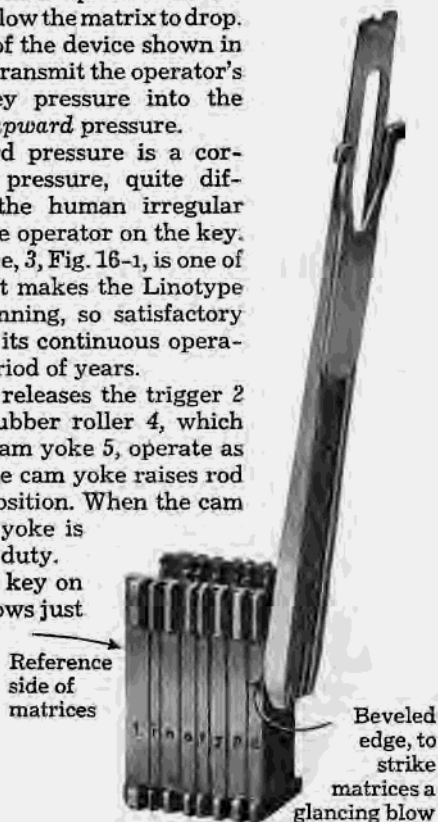 low the matrix to drop.
of the device shown in
transmit the operator's
ey pressure into the
pward pressure.
d pressure is a cor-
pressure, quite dif-
the human irregular
e operator on the key.
e, 3, Fig. 16-1, is one of
t makes the Linotype
nning, so satisfactory
its continuous opera-
riod of years.
releases the trigger 2
ubber roller 4, which
am yoke 5, operate as
e cam yoke raises rod
osition. When the cam
yoke is
duty.
key on
ows just
Reference
side of
matrices
Beveled
edge, to
strike
matrices a
glancing blow